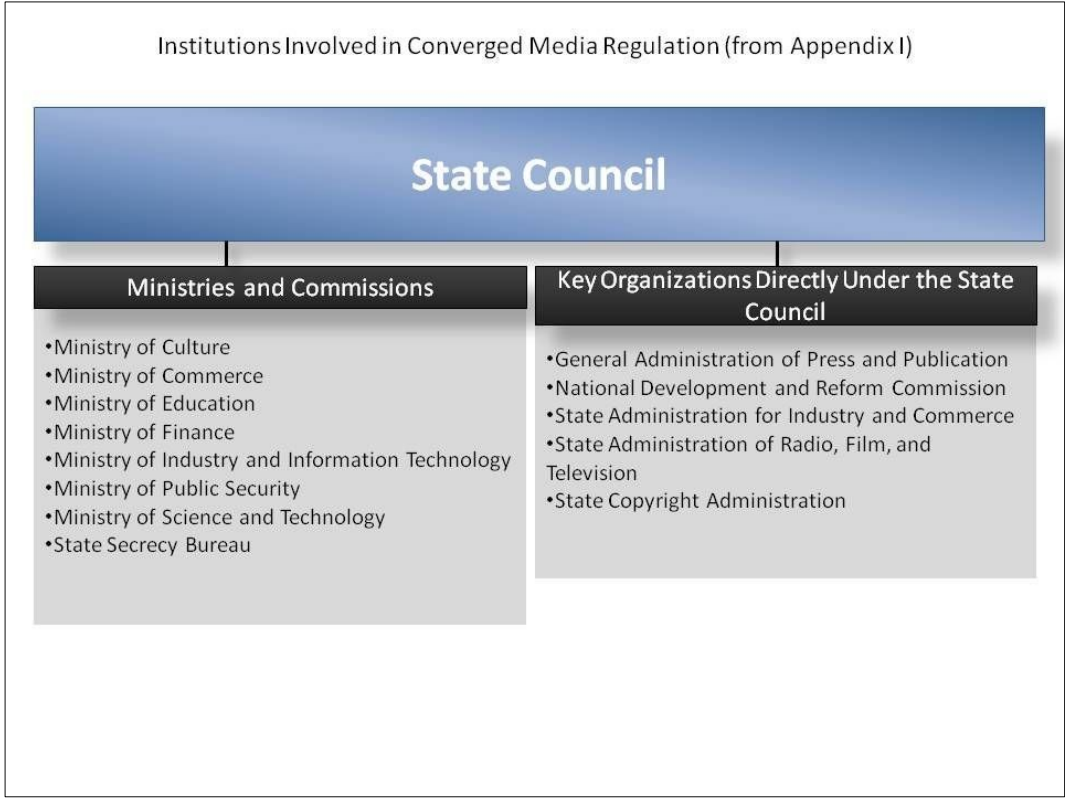 Institutions Involved in Converged Media Regulation (from Appendix I)
State Council
Ministries and Commissions
•Ministry of Culture
•Ministry of Commerce
•Ministry of Education
•Ministry of Finance
•Ministry of Industry and Information Technology
•Ministry of Public Security
•Ministry of Science and Technology
•State Secrecy Bureau
Key Organizations Directly Under the State
Council
•General Administration of Press and Publication
•National Development and Reform Commission
•State Administration for Industry and Commerce
•State Administration of Radio, Film, and
Television
•State Copyright Administration